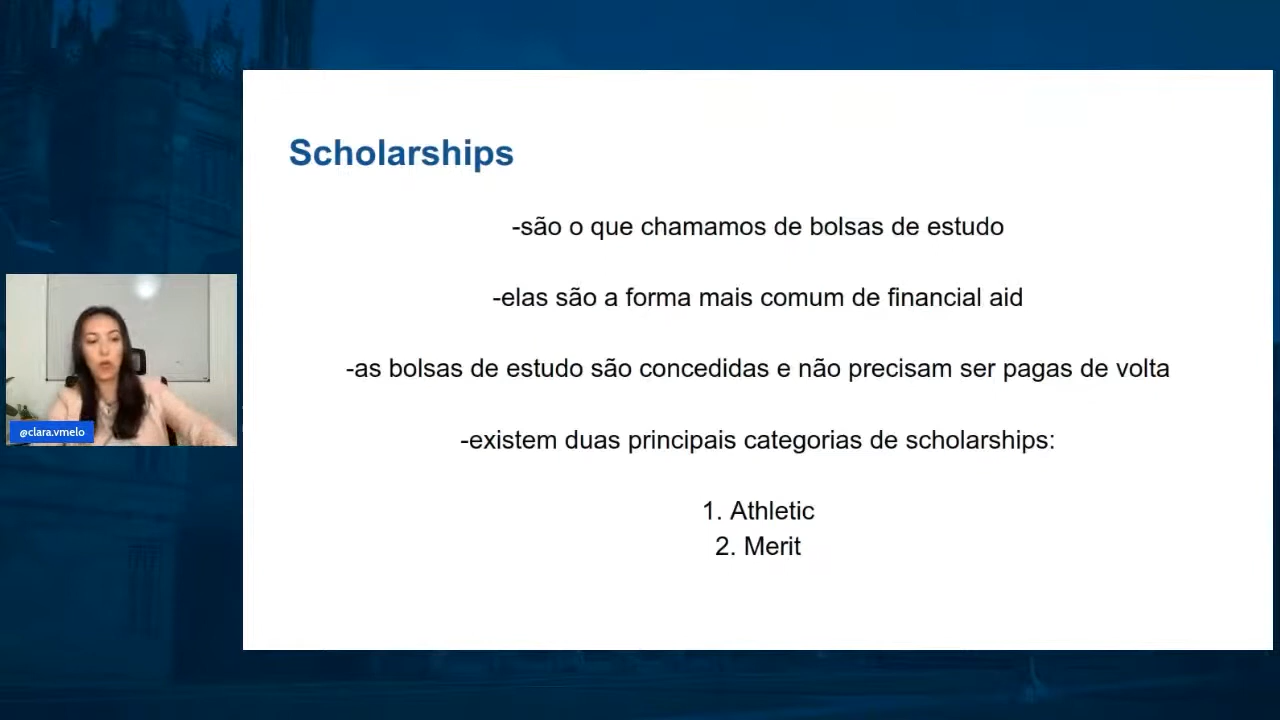 Scholarships
-são o que chamamos de bolsas de estudo
-elas são a forma mais comum de financial aid
-as bolsas de estudo são concedidas e não precisam ser pagas de volta
-existem duas principais categorias de scholarships:
1. Athletic
2. Merit
@clara.vmelo